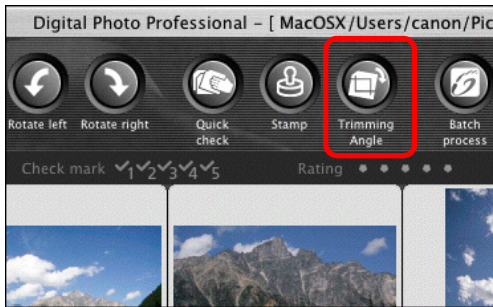 Digital Photo Professional – [ MacOSX/Users/canon/Pic
Rotate left Rotate right Quick check Stamp Trimming Angle Batch process
Check mark 1 2 3 4 5 Rating